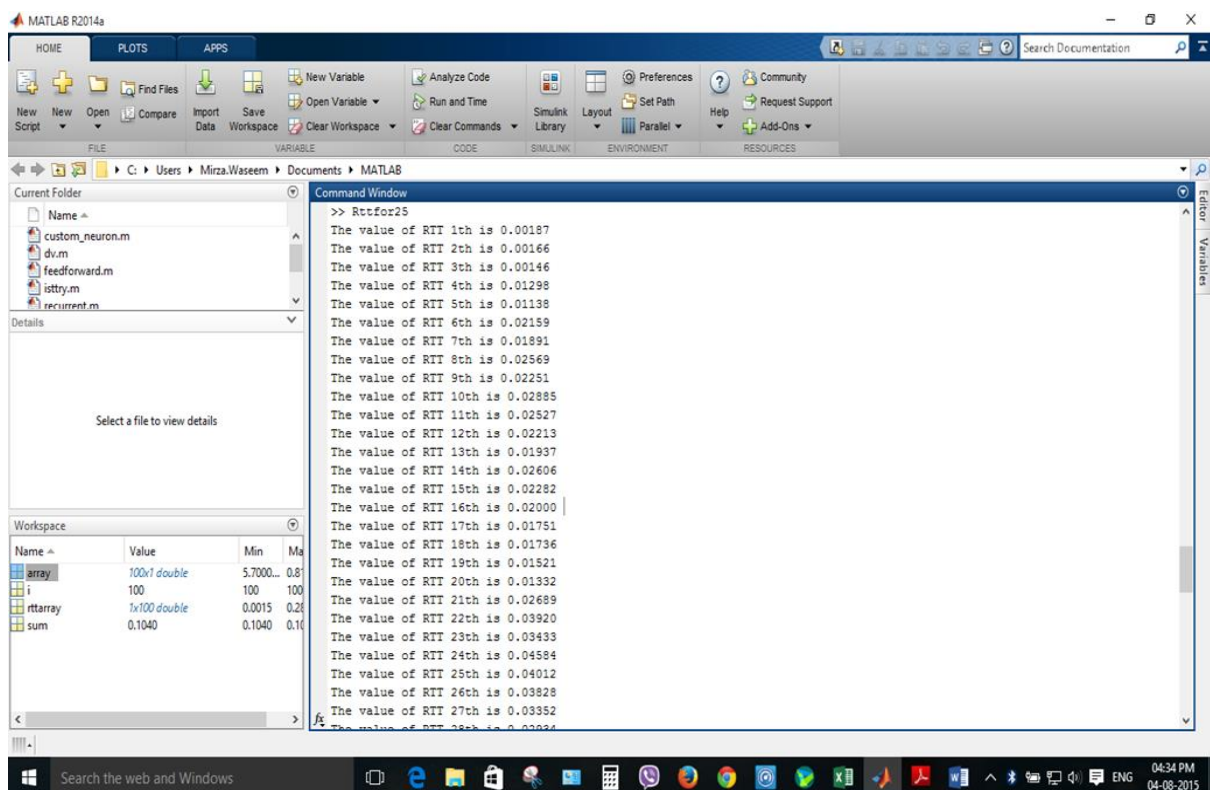 MATLAB R2014a
HOME PLOTS APPS Search Documentation
New Script
New
Open
Find Files
Compare
Import Data
Save Workspace
New Variable
Open Variable
Clear Workspace
Analyze Code
Run and Time
Clear Commands
Simulink Library
Layout
Preferences
Set Path
Parallel
Help
Community
Request Support
Add-Ons
FILE VARIABLE CODE SIMULINK ENVIRONMENT RESOURCES
C: Users Mirza.Waseem Documents MATLAB
Current Folder
Name
custom_neuron.m
dv.m
feedforward.m
isttry.m
recurrent.m
Details
Select a file to view details
Workspace
Name Value Min Ma
array 100x1 double 5.7000... 0.81
i 100 100 100
rttarray 1x100 double 0.0015 0.28
sum 0.1040 0.1040 0.10
Command Window
>> Rttfor25
The value of RTT 1th is 0.00187
The value of RTT 2th is 0.00166
The value of RTT 3th is 0.00146
The value of RTT 4th is 0.01298
The value of RTT 5th is 0.01138
The value of RTT 6th is 0.02159
The value of RTT 7th is 0.01891
The value of RTT 8th is 0.02569
The value of RTT 9th is 0.02251
The value of RTT 10th is 0.02885
The value of RTT 11th is 0.02527
The value of RTT 12th is 0.02213
The value of RTT 13th is 0.01937
The value of RTT 14th is 0.02606
The value of RTT 15th is 0.02282
The value of RTT 16th is 0.02000
The value of RTT 17th is 0.01751
The value of RTT 18th is 0.01736
The value of RTT 19th is 0.01521
The value of RTT 20th is 0.01332
The value of RTT 21th is 0.02689
The value of RTT 22th is 0.03920
The value of RTT 23th is 0.03433
The value of RTT 24th is 0.04584
The value of RTT 25th is 0.04012
The value of RTT 26th is 0.03828
The value of RTT 27th is 0.03352
The value of RTT 28th is 0.02934
fx
Editor
Variables
Search the web and Windows
ENG
04:34 PM
04-08-2015